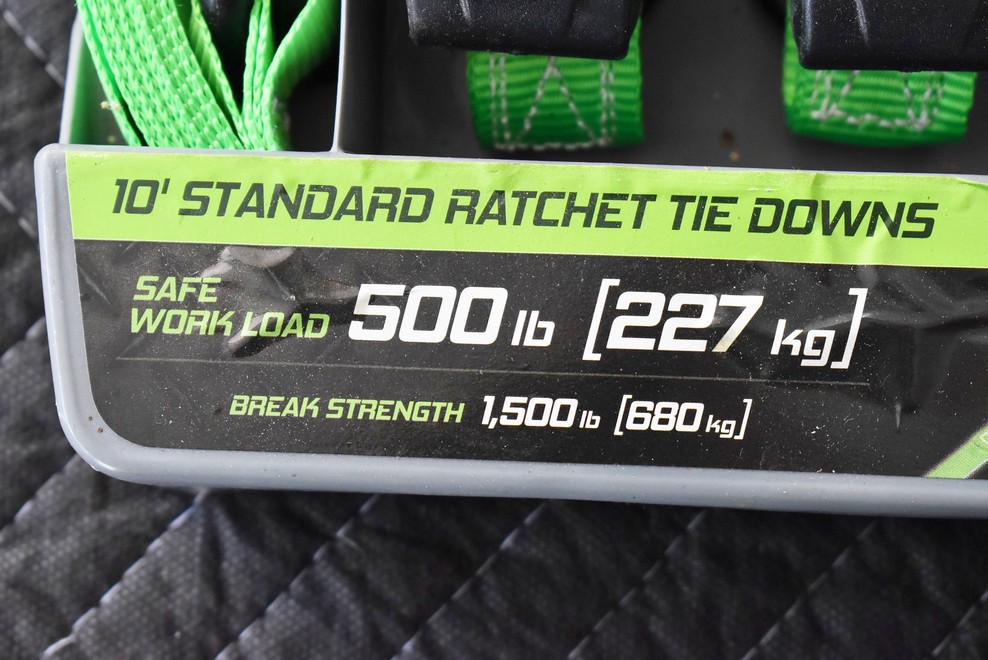 10' STANDARD RATCHET TIE DOWNS
SAFE
WORK LOAD 500 lb [227 kg]
BREAK STRENGTH 1,500 lb [680 kg]